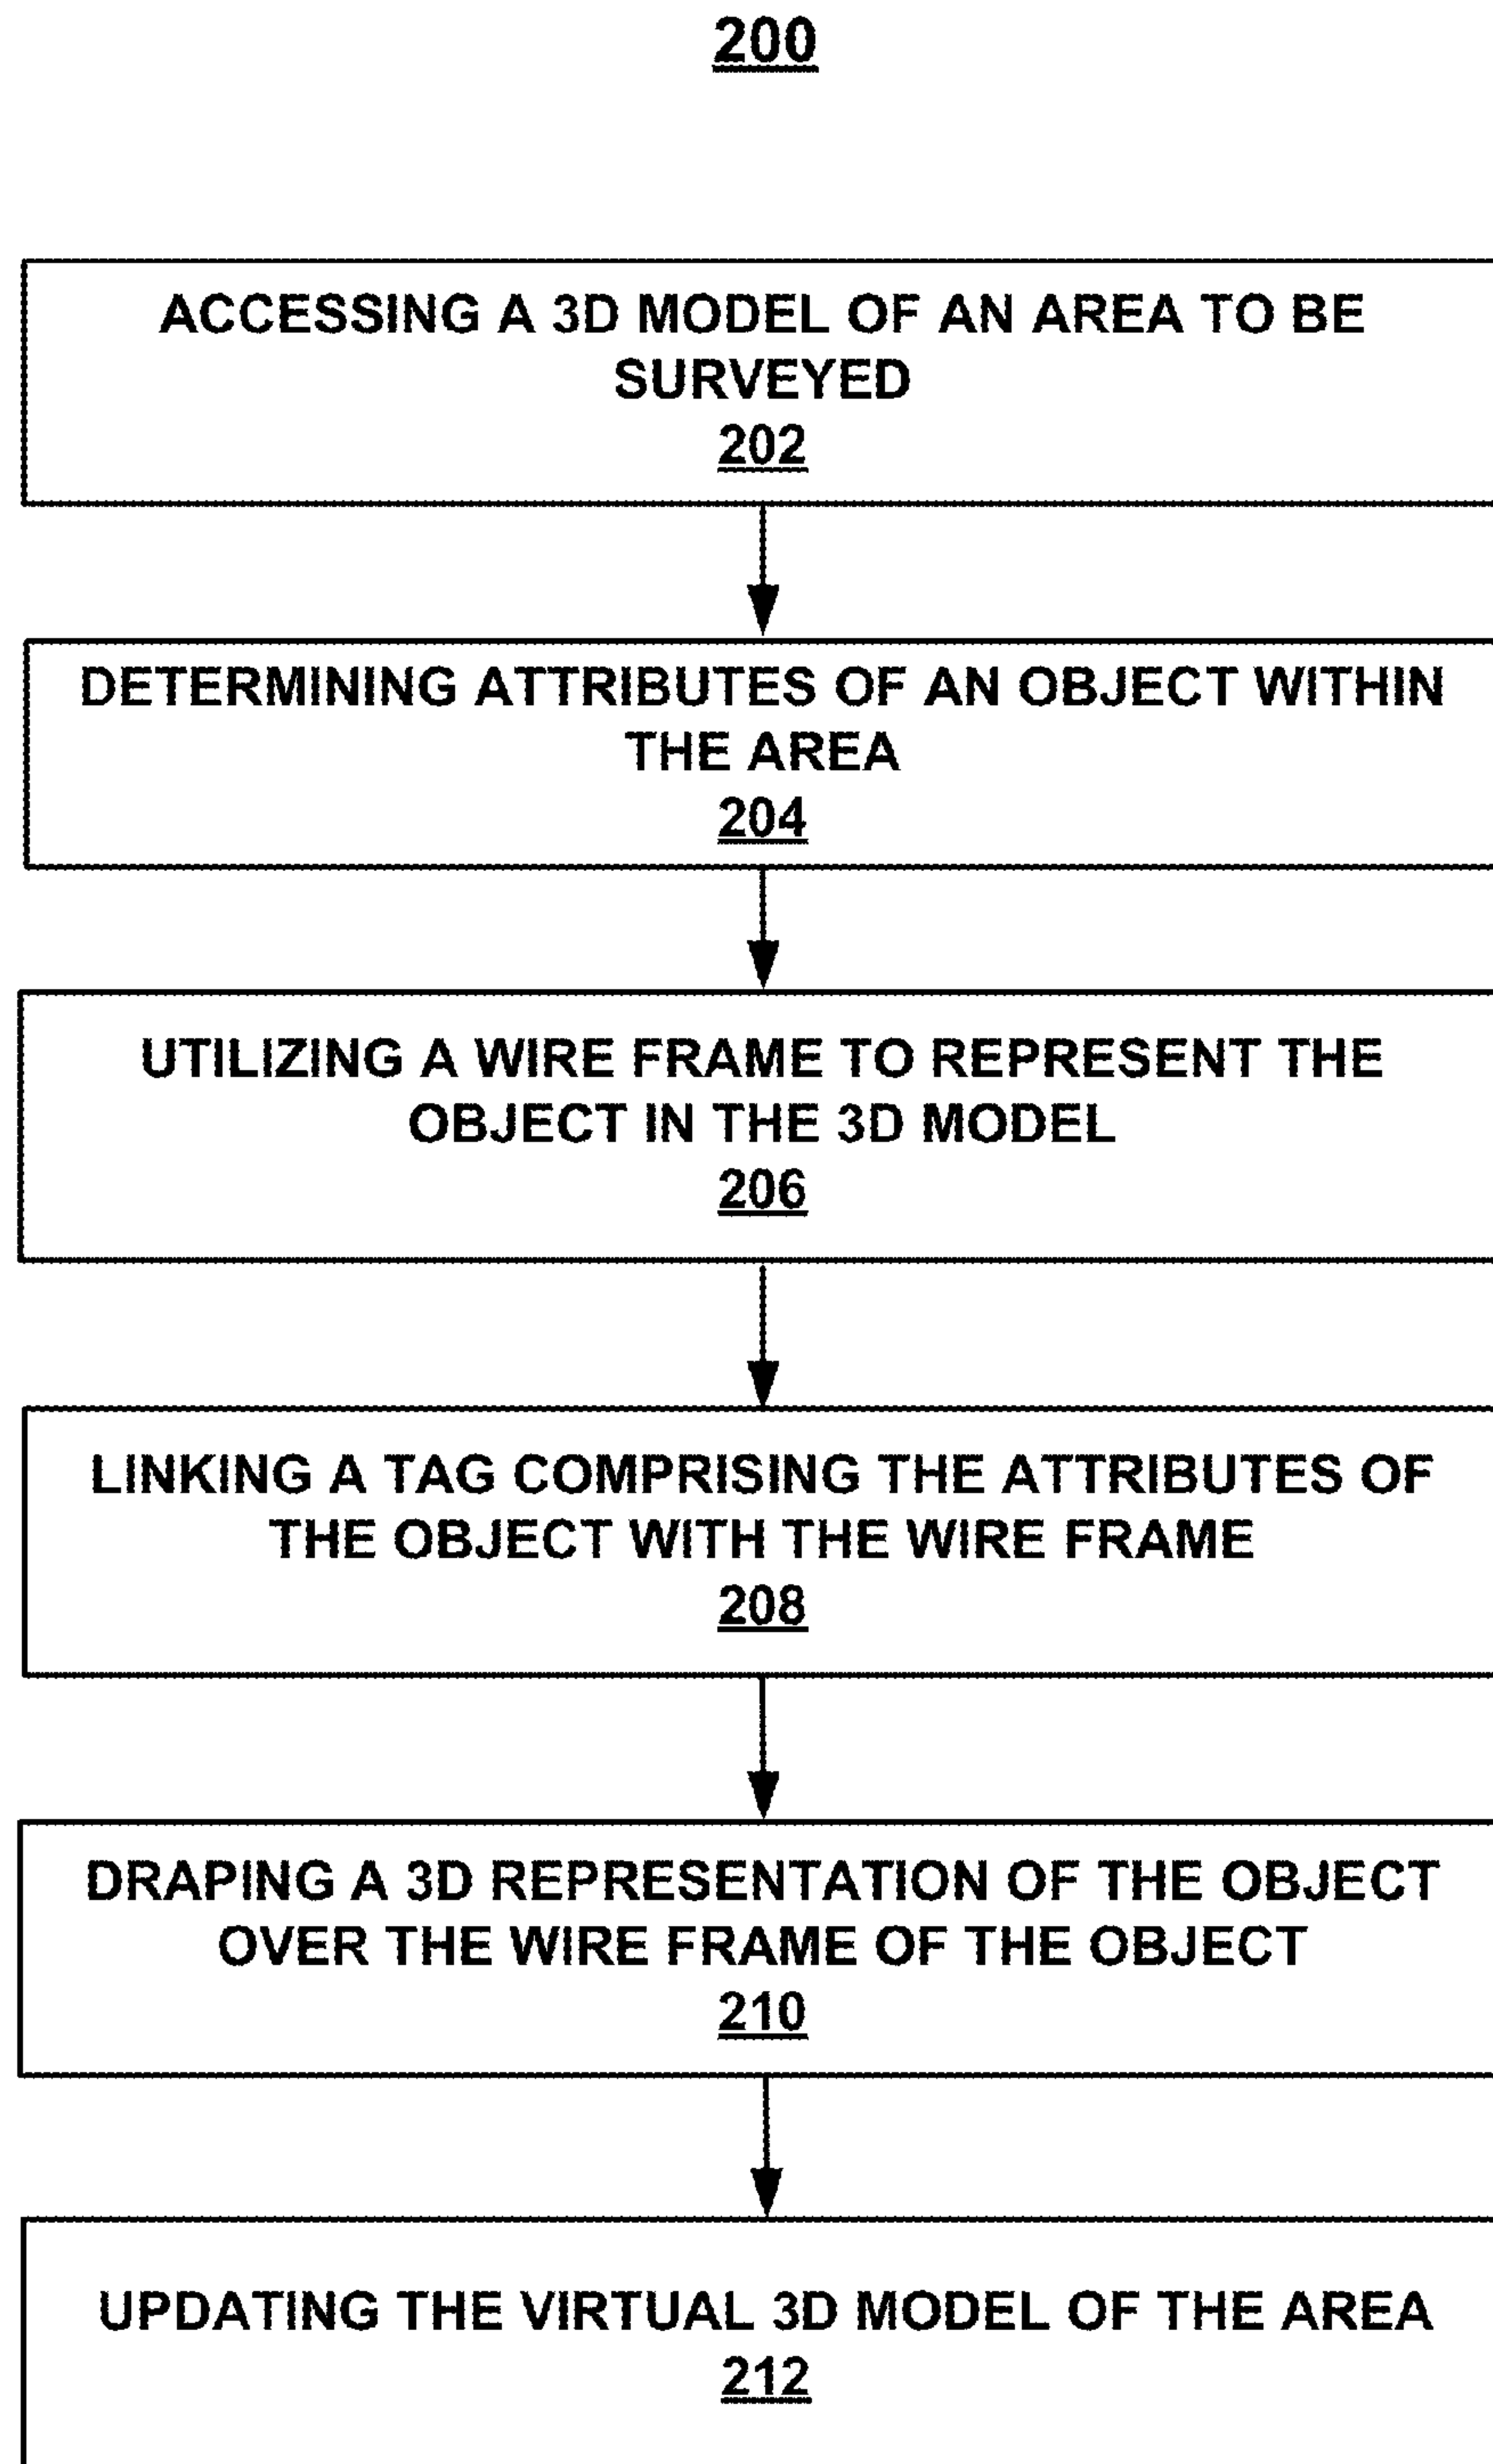 200
ACCESSING A 3D MODEL OF AN AREA TO BE
SURVEYED
202
DETERMINING ATTRIBUTES OF AN OBJECT WITHIN
THE AREA
204
UTILIZING A WIRE FRAME TO REPRESENT THE
OBJECT IN THE 3D MODEL
206
LINKING A TAG COMPRISING THE ATTRIBUTES OF
THE OBJECT WITH THE WIRE FRAME
208
DRAPING A 3D REPRESENTATION OF THE OBJECT
OVER THE WIRE FRAME OF THE OBJECT
210
UPDATING THE VIRTUAL 3D MODEL OF THE AREA
212